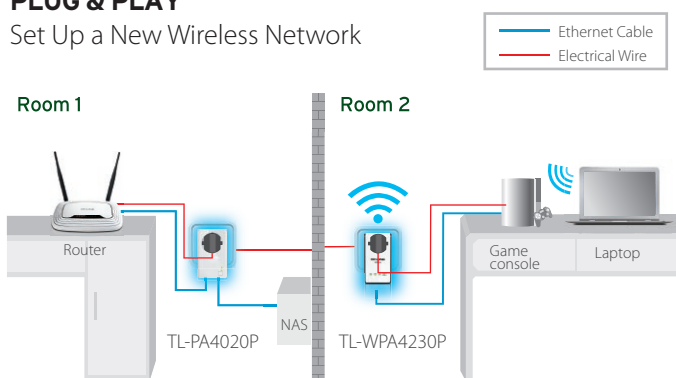 PLUG & PLAY
Set Up a New Wireless Network
Ethernet Cable
Electrical Wire
Room 1
Room 2
Router
Game
console
Laptop
NAS
TL-PA4020P
TL-WPA4230P